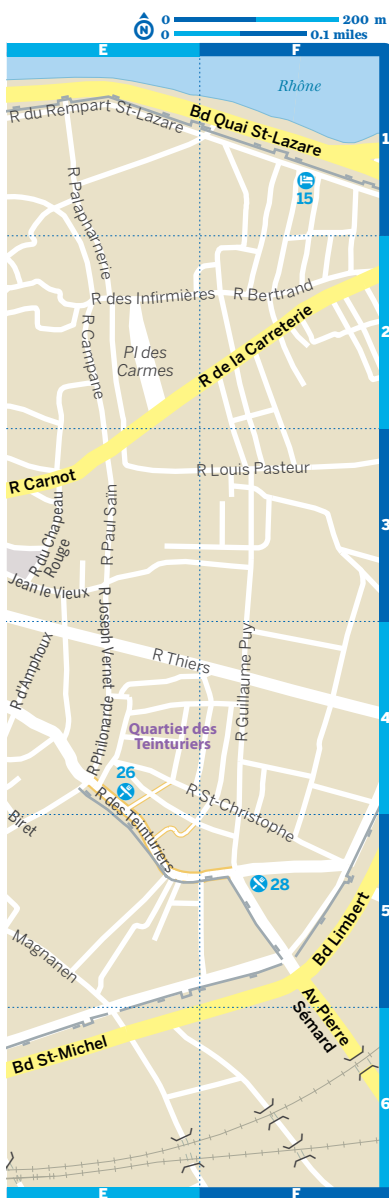 0 200 m
N
0 0.1 miles
E F
Rhône
1
R du Rempart St-Lazare
Bd Quai St-Lazare
15
R Palapharnerie
R des Infirmières
R Bertrand
2
R Campane
Pl des
Carmes
R de la Carreterie
R Carnot
R Louis Pasteur
R du Chapeau
Rouge
R Paul Saïn
3
Jean le Vieux
R Joseph Vernet
R d'Amphoux
R Thiers
R Guillaume Puy
4
R Philonarde
Quartier des
Teinturiers
26
R des Teinturiers
R St-Christophe
Biret
28
5
Magnanen
Bd Limbert
Av Pierre
Sémard
Bd St-Michel
6
E F